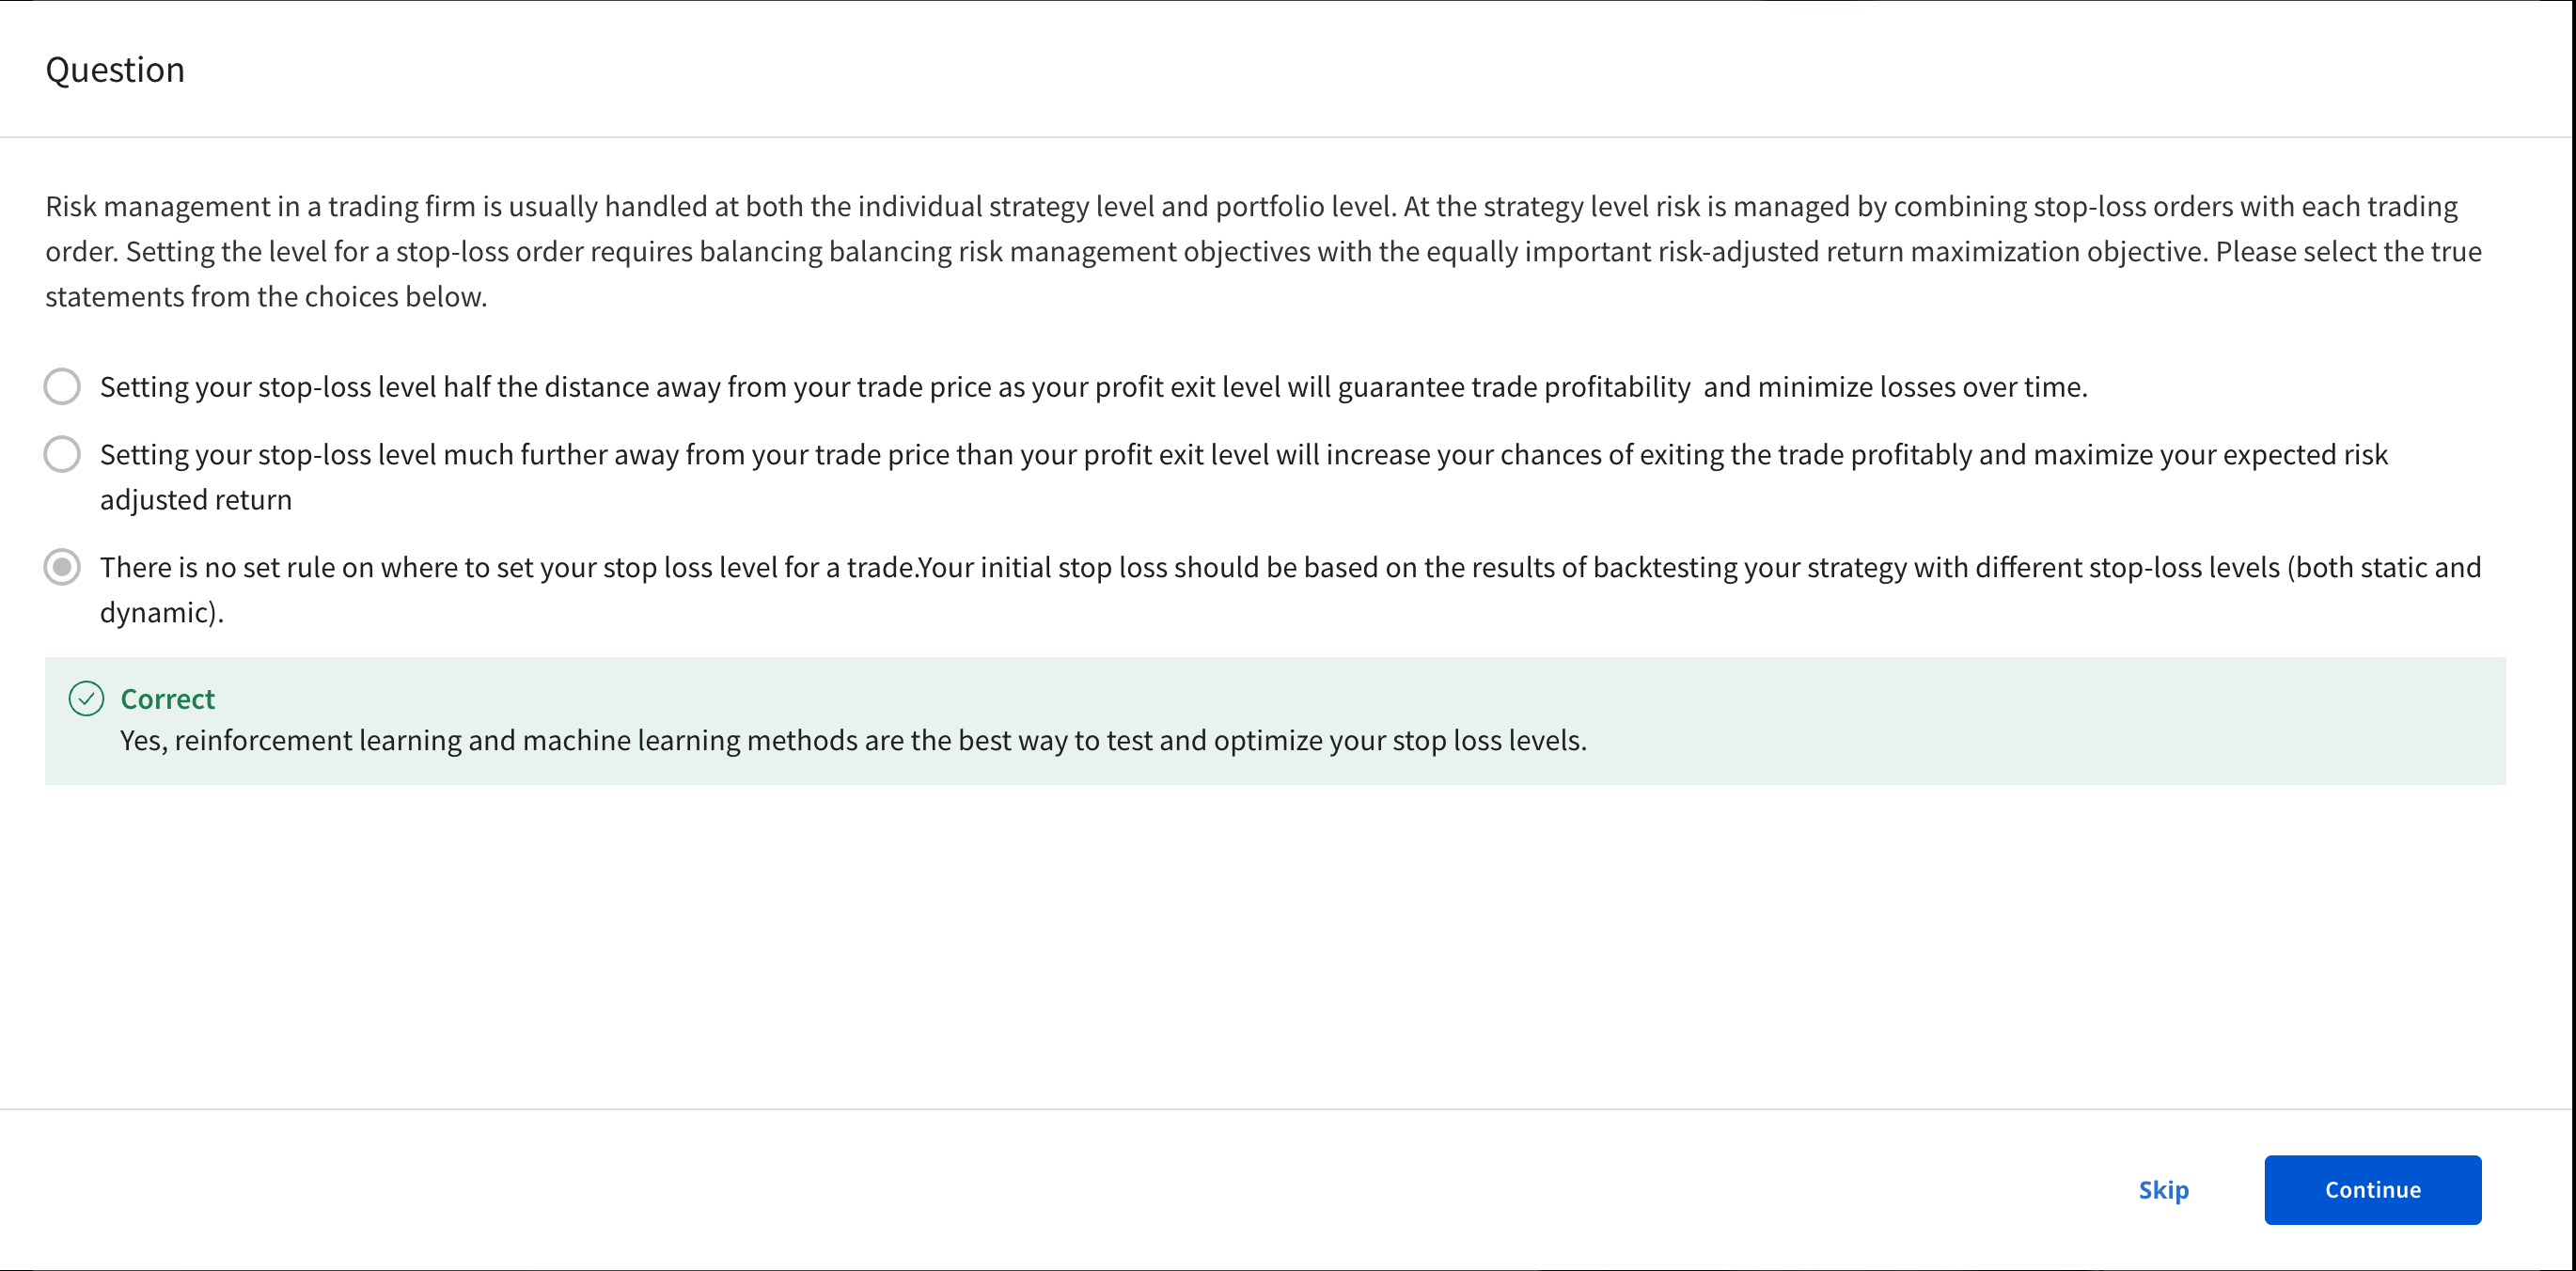 Question
Risk management in a trading firm is usually handled at both the individual strategy level and portfolio level. At the strategy level risk is managed by combining stop-loss orders with each trading
order. Setting the level for a stop-loss order requires balancing balancing risk management objectives with the equally important risk-adjusted return maximization objective. Please select the true
statements from the choices below.
Setting your stop-loss level half the distance away from your trade price as your profit exit level will guarantee trade profitability  and minimize losses over time.
Setting your stop-loss level much further away from your trade price than your profit exit level will increase your chances of exiting the trade profitably and maximize your expected risk
adjusted return
There is no set rule on where to set your stop loss level for a trade.Your initial stop loss should be based on the results of backtesting your strategy with different stop-loss levels (both static and
dynamic).
Correct
Yes, reinforcement learning and machine learning methods are the best way to test and optimize your stop loss levels.
Skip
Continue